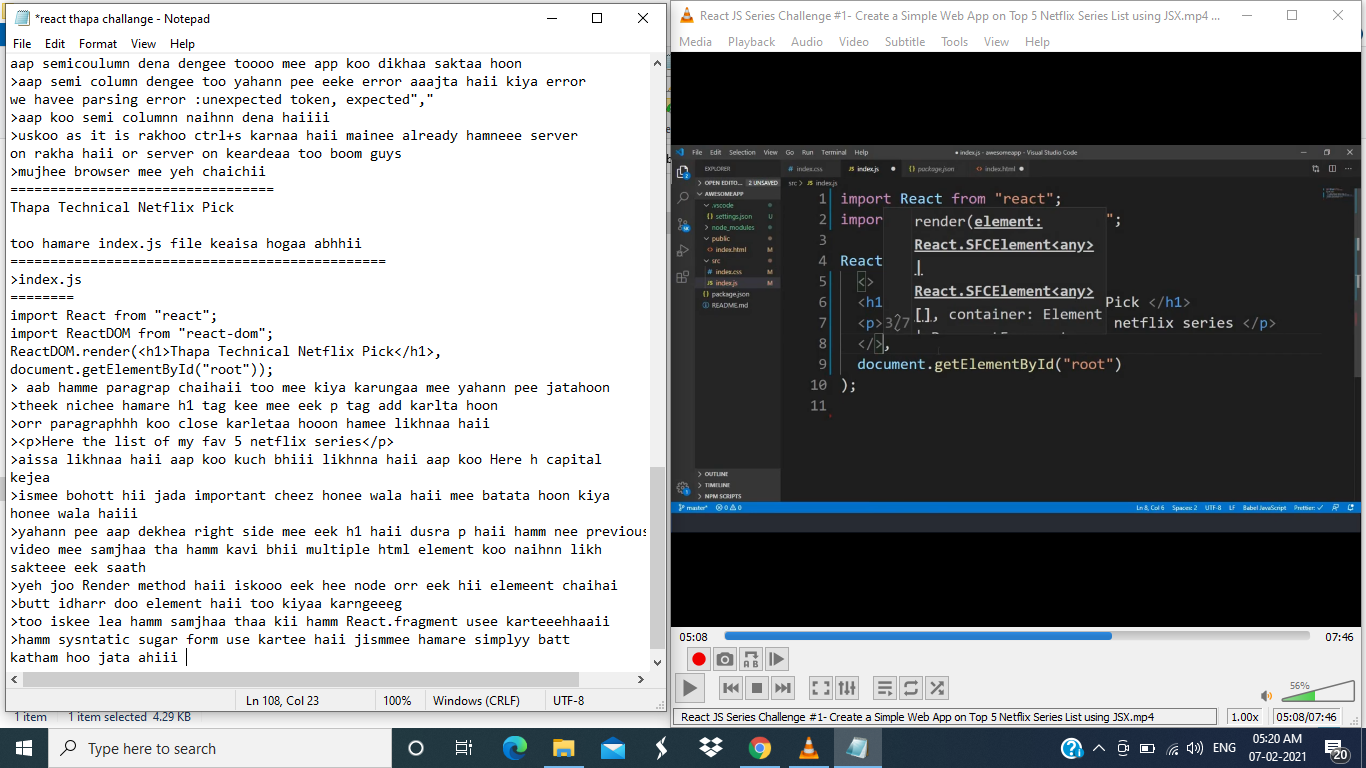 *react thapa challange - Notepad
File Edit Format View Help
aap semicoulumn dena dengee toooo mee app koo dikhaa saktaa hoon
>aap semi column dengee too yahann pee eeke error aaajta haii kiya error
we havee parsing error :unexpected token, expected","
>aap koo semi columnn naihnn dena haiiii
>uskoo as it is rakhoo ctrl+s karnaa haii mainee already hamneee server
on rakha haii or server on keardeaa too boom guys
>mujhee browser mee yeh chaichii
=================================
Thapa Technical Netflix Pick
too hamare index.js file keaisa hogaa abhhii
===============================================
>index.js
========
import React from "react";
import ReactDOM from "react-dom";
ReactDOM.render(<h1>Thapa Technical Netflix Pick</h1>,
document.getElementById("root"));
> aab hamme paragrap chaihaii too mee kiya karungaa mee yahann pee jatahoon
>theek nichee hamare h1 tag kee mee eek p tag add karlta hoon
>orr paragraphhh koo close karletaa hooon hamee likhnaa haii
><p>Here the list of my fav 5 netflix series</p>
>aissa likhnaa haii aap koo kuch bhiii likhnna haii aap koo Here h capital
kejea
>ismee bohott hii jada important cheez honee wala haii mee batata hoon kiya
honee wala haiii
>yahann pee aap dekhea right side mee eek h1 haii dusra p haii hamm nee previous
video mee samjhaa tha hamm kavi bhii multiple html element koo naihnn likh
sakteee eek saath
>yeh joo Render method haii iskooo eek hee node orr eek hii elemeent chaihai
>butt idharr doo element haii too kiyaa karngeeeg
>too iskee lea hamm samjhaa thaa kii hamm React.fragment usee karteeehhaaii
>hamm sysntatic sugar form use kartee haii jismmee hamare simplyy batt
katham hoo jata ahiii
Ln 108, Col 23 100% Windows (CRLF) UTF-8
1 item 1 item selected 4.29 KB
React JS Series Challenge #1- Create a Simple Web App on Top 5 Netflix Series List using JSX.mp4 ...
Media Playback Audio Video Subtitle Tools View Help
File Edit Selection View Go Run Terminal Help ● index.js - awesomeapp - Visual Studio Code
EXPLORER
index.css index.js package.json index.html
OPEN EDITO... 2 UNSAVED
src > JS index.js
AWESOMEAPP
.vscode
settings.json U
node_modules
public
index.html M
src
index.css M
index.js M
package.json
README.md
OUTLINE
TIMELINE
NPM SCRIPTS
1 import React from "react";
2 impor ";
3
4 React
5 <>
6 <h1 Pick </h1>
7 <p> netflix series </p>
8 </>,
9 document.getElementById("root")
10 );
11
render(element:
React.SFCElement<any>
|
React.SFCElement<any>
[], container: Element
3/7
master* 0 0 Ln 8, Col 6 Spaces: 2 UTF-8 LF Babel JavaScript Prettier: ✓
05:08 07:46
A B
56%
React JS Series Challenge #1- Create a Simple Web App on Top 5 Netflix Series List using JSX.mp4 1.00x 05:08/07:46
Type here to search
ENG
05:20 AM
07-02-2021
20